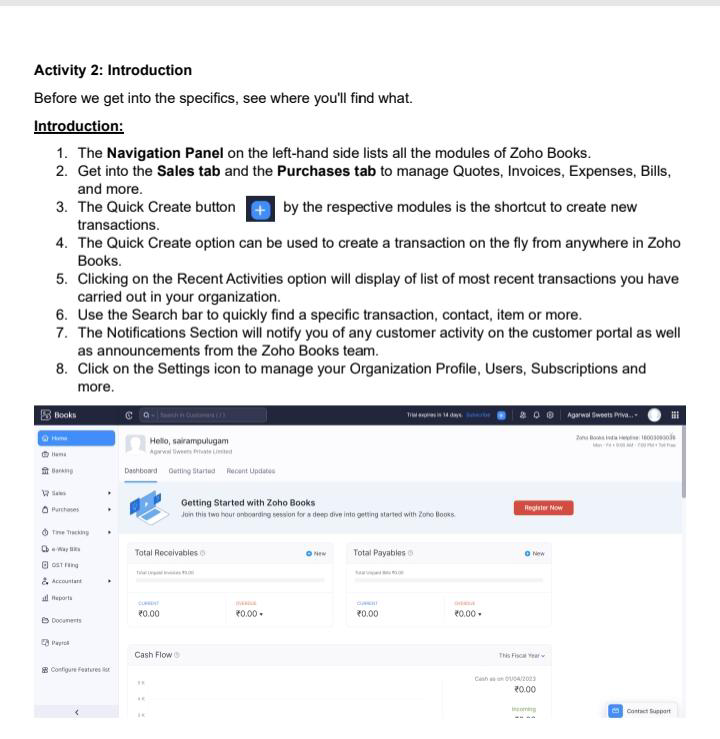 Activity 2: Introduction
Before we get into the specifics, see where you'll find what.
Introduction:
1. The Navigation Panel on the left-hand side lists all the modules of Zoho Books.
2. Get into the Sales tab and the Purchases tab to manage Quotes, Invoices, Expenses, Bills,
and more.
3. The Quick Create button + by the respective modules is the shortcut to create new
transactions.
4. The Quick Create option can be used to create a transaction on the fly from anywhere in Zoho
Books.
5. Clicking on the Recent Activities option will display of list of most recent transactions you have
carried out in your organization.
6. Use the Search bar to quickly find a specific transaction, contact, item or more.
7. The Notifications Section will notify you of any customer activity on the customer portal as well
as announcements from the Zoho Books team.
8. Click on the Settings icon to manage your Organization Profile, Users, Subscriptions and
more.
Books
Search in Customers ( / )
Trial expires in 14 days. Subscribe
Agarwal Sweets Priva...
Home
Items
Banking
Sales
Purchases
Time Tracking
e-Way Bills
GST Filing
Accountant
Reports
Documents
Payroll
Configure Features list
Hello, sairampulugam
Agarwal Sweets Private Limited
Zoho Books India Helpline: 18003093036
Mon - Fri • 9:00 AM - 7:00 PM • Toll Free
Dashboard Getting Started Recent Updates
Getting Started with Zoho Books
Join this two hour onboarding session for a deep dive into getting started with Zoho Books.
Register Now
Total Receivables New
Total Unpaid Invoices ₹0.00
CURRENT OVERDUE
₹0.00 ₹0.00
Total Payables New
Total Unpaid Bills ₹0.00
CURRENT OVERDUE
₹0.00 ₹0.00
Cash Flow This Fiscal Year
5 K
4 K
3 K
Cash as on 01/04/2023
₹0.00
Incoming
Contact Support